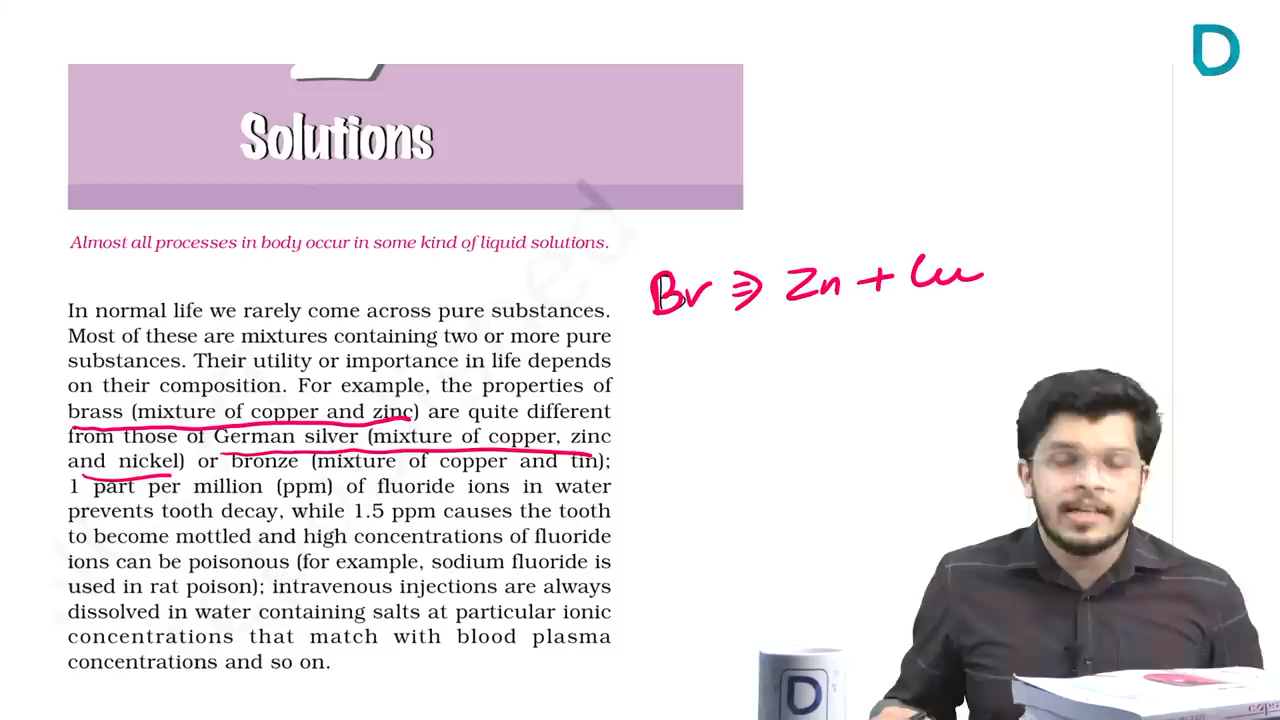 D
Solutions
Almost all processes in body occur in some kind of liquid solutions.
Br ⇒ Zn + Cu
In normal life we rarely come across pure substances.
Most of these are mixtures containing two or more pure
substances. Their utility or importance in life depends
on their composition. For example, the properties of
brass (mixture of copper and zinc) are quite different
from those of German silver (mixture of copper, zinc
and nickel) or bronze (mixture of copper and tin);
1 part per million (ppm) of fluoride ions in water
prevents tooth decay, while 1.5 ppm causes the tooth
to become mottled and high concentrations of fluoride
ions can be poisonous (for example, sodium fluoride is
used in rat poison); intravenous injections are always
dissolved in water containing salts at particular ionic
concentrations that match with blood plasma
concentrations and so on.
D